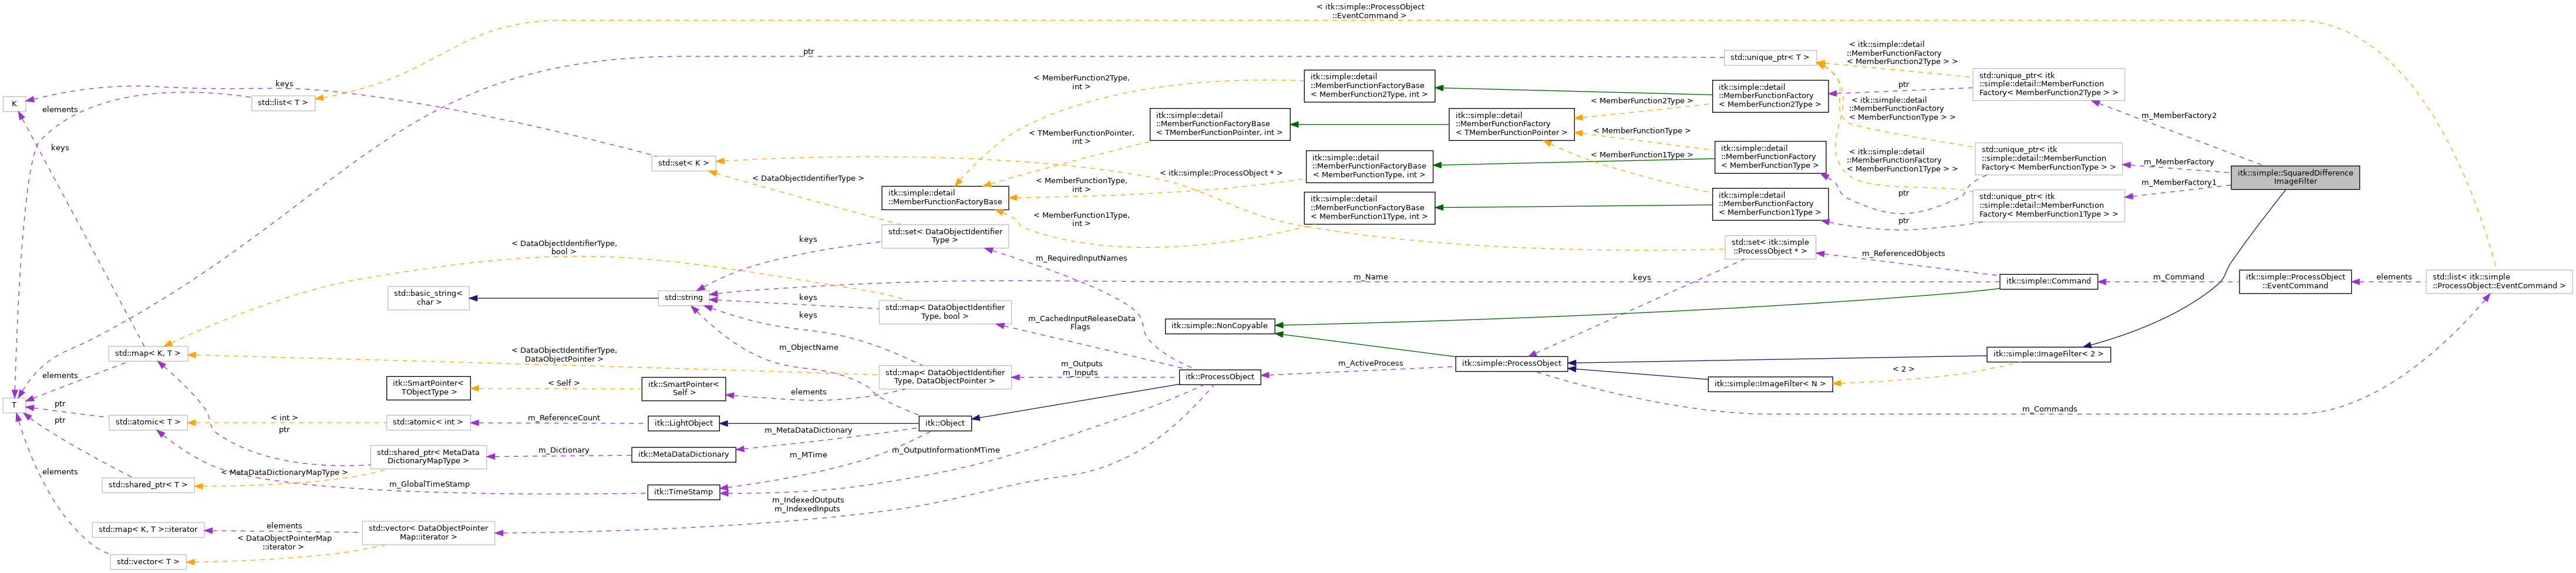 < itk::simple::ProcessObject
::EventCommand >
ptr
std::unique_ptr< T >
< itk::simple::detail
::MemberFunctionFactory
< MemberFunction2Type > >
keys
K
elements
std::list< T >
< MemberFunction2Type,
int >
itk::simple::detail
::MemberFunctionFactoryBase
< MemberFunction2Type, int >
itk::simple::detail
::MemberFunctionFactory
< MemberFunction2Type >
ptr
std::unique_ptr< itk
::simple::detail::MemberFunction
Factory< MemberFunction2Type > >
< MemberFunction2Type >
< itk::simple::detail
::MemberFunctionFactory
< MemberFunctionType > >
m_MemberFactory2
itk::simple::detail
::MemberFunctionFactoryBase
< TMemberFunctionPointer, int >
itk::simple::detail
::MemberFunctionFactory
< TMemberFunctionPointer >
< TMemberFunctionPointer,
int >
< MemberFunctionType >
keys
std::set< K >
< MemberFunction1Type >
itk::simple::detail
::MemberFunctionFactory
< MemberFunctionType >
< itk::simple::detail
::MemberFunctionFactory
< MemberFunction1Type > >
std::unique_ptr< itk
::simple::detail::MemberFunction
Factory< MemberFunctionType > >
m_MemberFactory
itk::simple::SquaredDifference
ImageFilter
itk::simple::detail
::MemberFunctionFactoryBase
< MemberFunctionType, int >
< itk::simple::ProcessObject * >
< DataObjectIdentifierType >
< MemberFunctionType,
int >
m_MemberFactory1
ptr
itk::simple::detail
::MemberFunctionFactoryBase
itk::simple::detail
::MemberFunctionFactoryBase
< MemberFunction1Type, int >
itk::simple::detail
::MemberFunctionFactory
< MemberFunction1Type >
std::unique_ptr< itk
::simple::detail::MemberFunction
Factory< MemberFunction1Type > >
ptr
< MemberFunction1Type,
int >
std::set< DataObjectIdentifier
Type >
keys
< DataObjectIdentifierType,
bool >
m_RequiredInputNames
std::set< itk::simple
::ProcessObject * >
m_ReferencedObjects
m_Name
keys
itk::simple::Command
m_Command
itk::simple::ProcessObject
::EventCommand
elements
std::list< itk::simple
::ProcessObject::EventCommand >
std::basic_string<
char >
std::string
keys
keys
std::map< DataObjectIdentifier
Type, bool >
m_CachedInputReleaseData
Flags
itk::simple::NonCopyable
m_ObjectName
std::map< K, T >
< DataObjectIdentifierType,
DataObjectPointer >
itk::simple::ImageFilter< 2 >
m_Outputs
m_Inputs
m_ActiveProcess
itk::simple::ProcessObject
< 2 >
elements
itk::SmartPointer<
TObjectType >
< Self >
itk::SmartPointer<
Self >
elements
std::map< DataObjectIdentifier
Type, DataObjectPointer >
itk::ProcessObject
itk::simple::ImageFilter< N >
T
ptr
ptr
m_Commands
std::atomic< T >
< int >
ptr
std::atomic< int >
m_ReferenceCount
itk::LightObject
itk::Object
m_MetaDataDictionary
std::shared_ptr< MetaData
DictionaryMapType >
m_Dictionary
itk::MetaDataDictionary
m_MTime
m_OutputInformationMTime
elements
< MetaDataDictionaryMapType >
std::shared_ptr< T >
m_GlobalTimeStamp
itk::TimeStamp
m_IndexedOutputs
m_IndexedInputs
std::map< K, T >::iterator
elements
std::vector< DataObjectPointer
Map::iterator >
< DataObjectPointerMap
::iterator >
std::vector< T >